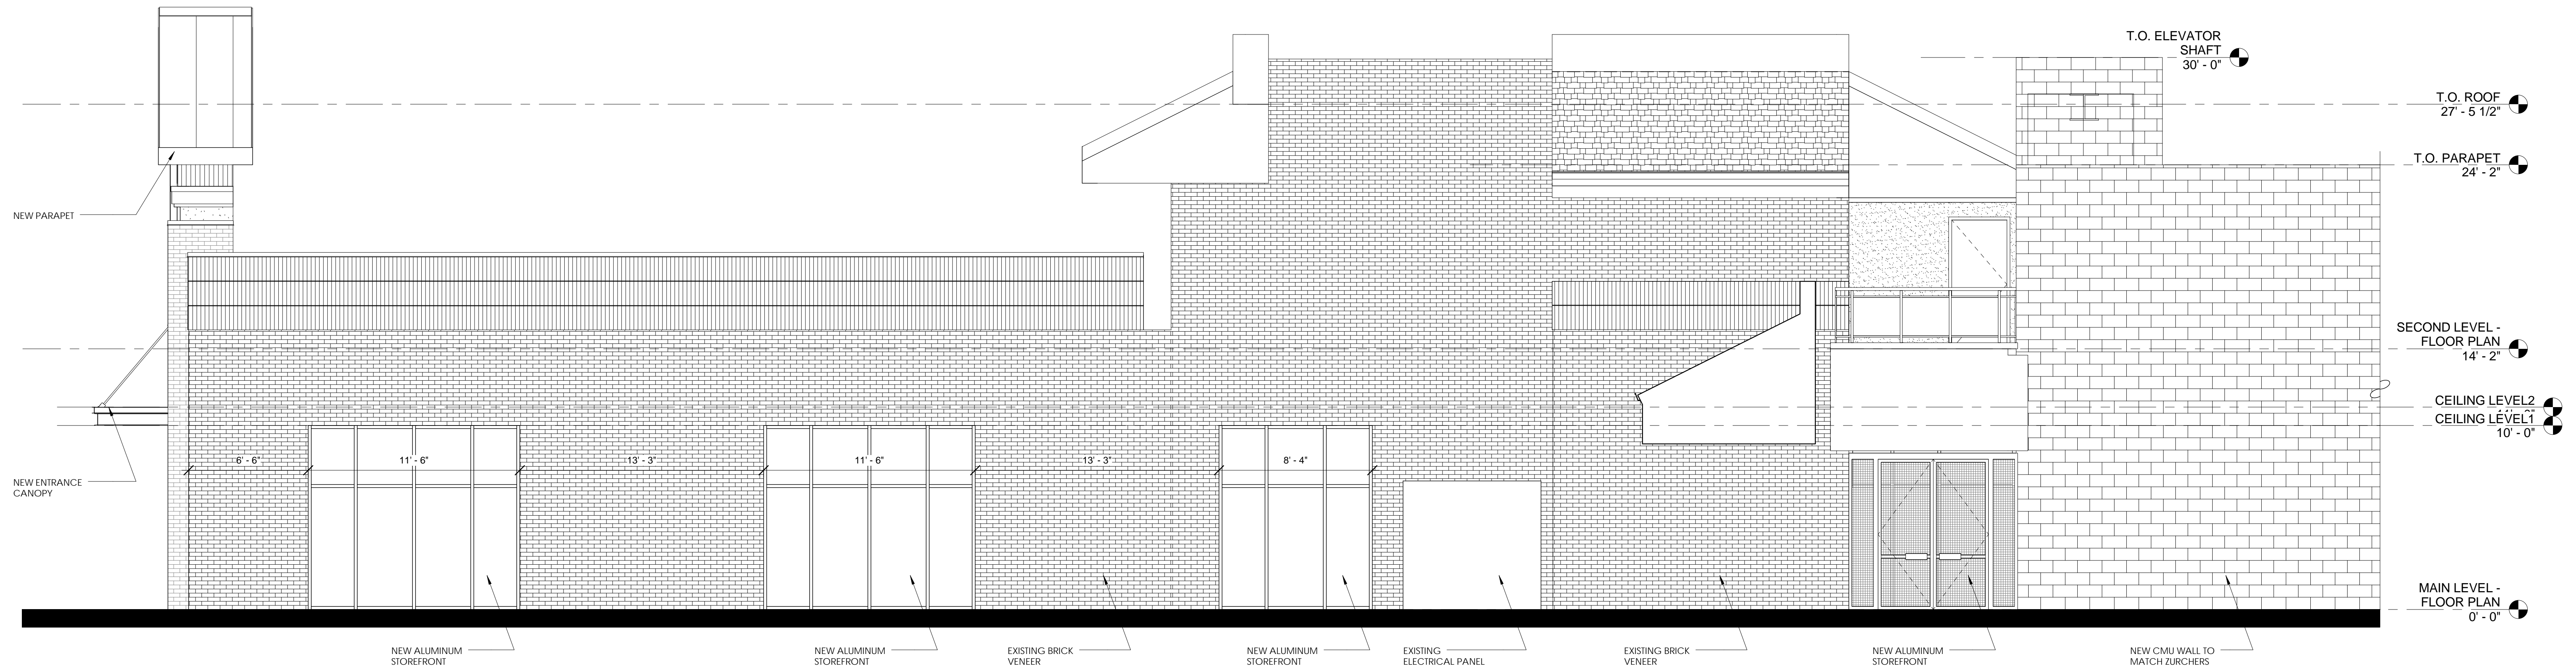 T.O. ELEVATOR
SHAFT
30' - 0"
T.O. ROOF
27' - 5 1/2"
T.O. PARAPET
24' - 2"
NEW PARAPET
SECOND LEVEL -
FLOOR PLAN
14' - 2"
CEILING LEVEL2
CEILING LEVEL1
10' - 0"
6' - 6"
11' - 6"
13' - 3"
11' - 6"
13' - 3"
8' - 4"
NEW ENTRANCE
CANOPY
MAIN LEVEL -
FLOOR PLAN
0' - 0"
NEW ALUMINUM
STOREFRONT
NEW ALUMINUM
STOREFRONT
EXISTING BRICK
VENEER
NEW ALUMINUM
STOREFRONT
EXISTING
ELECTRICAL PANEL
EXISTING BRICK
VENEER
NEW ALUMINUM
STOREFRONT
NEW CMU WALL TO
MATCH ZURCHERS